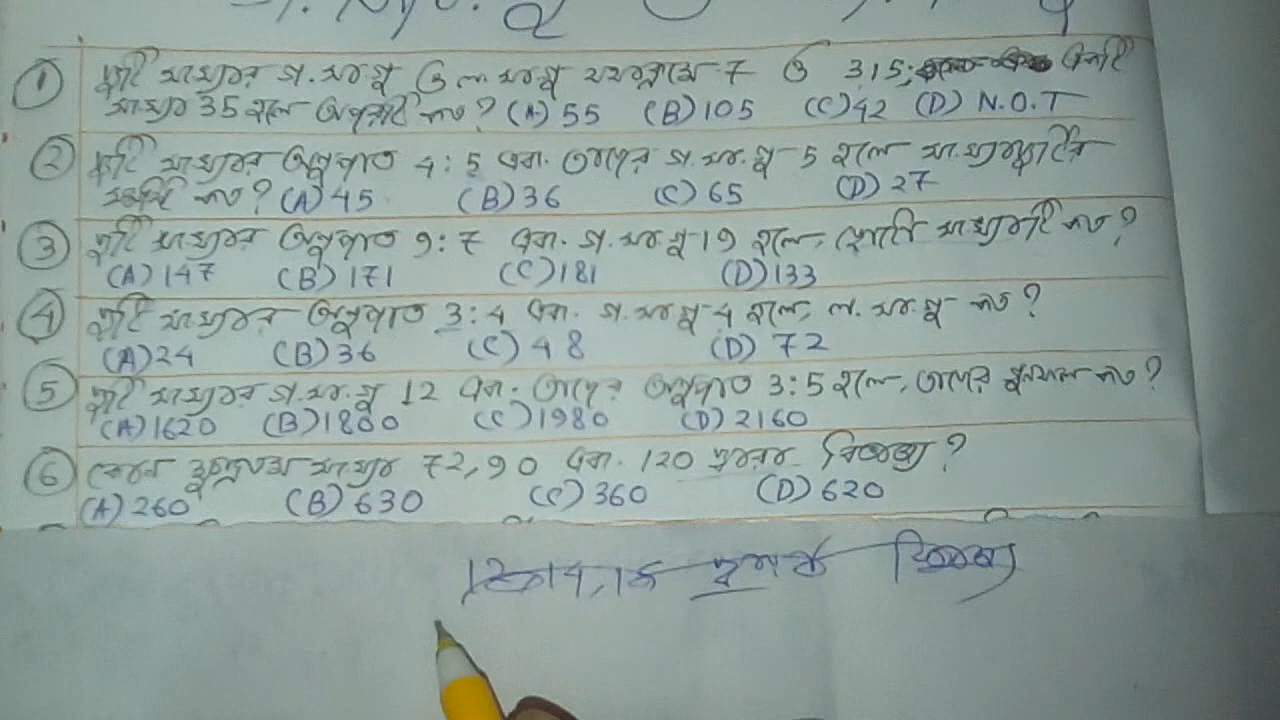 ① দুটি সংখ্যার গ.সা.গু ও ল.সা.গু যথাক্রমে 7 ও 315; একটি
সংখ্যা 35 হলে অপরটি কত? (A) 55 (B) 105 (C) 42 (D) N.O.T
② দুটি সংখ্যার অনুপাত 4:5 এবং তাদের গ.সা.গু 5 হলে সংখ্যাদুটির
সমষ্টি কত? (A) 45 (B) 36 (C) 65 (D) 27
③ দুটি সংখ্যার অনুপাত 9:7 এবং গ.সা.গু 19 হলে, ছোট সংখ্যাটি কত?
(A) 147 (B) 171 (C) 181 (D) 133
④ দুটি সংখ্যার অনুপাত 3:4 এবং গ.সা.গু 4 হলে, ল.সা.গু কত?
(A) 24 (B) 36 (C) 48 (D) 72
⑤ দুটি সংখ্যার গ.সা.গু 12 এবং তাদের অনুপাত 3:5 হলে, তাদের গুনফল কত?
(A) 1620 (B) 1800 (C) 1980 (D) 2160
⑥ কোন ক্ষুদ্রতম সংখ্যা 72, 90 এবং 120 দ্বারা বিভাজ্য?
(A) 260 (B) 630 (C) 360 (D) 620
বিভাজ্য